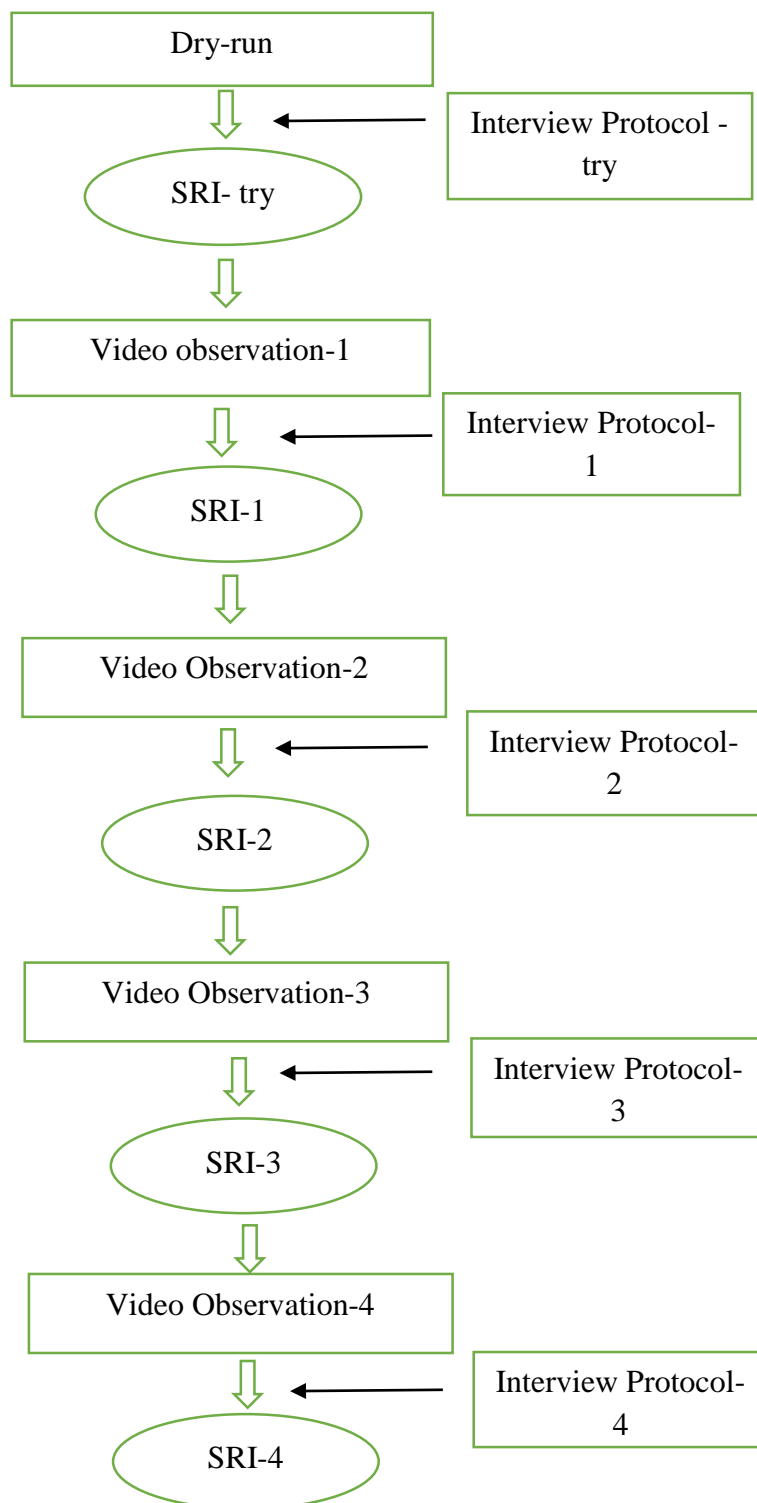 Dry-run
Interview Protocol -
try
SRI- try
Video observation-1
Interview Protocol-
1
SRI-1
Video Observation-2
Interview Protocol-
2
SRI-2
Video Observation-3
Interview Protocol-
3
SRI-3
Video Observation-4
Interview Protocol-
4
SRI-4